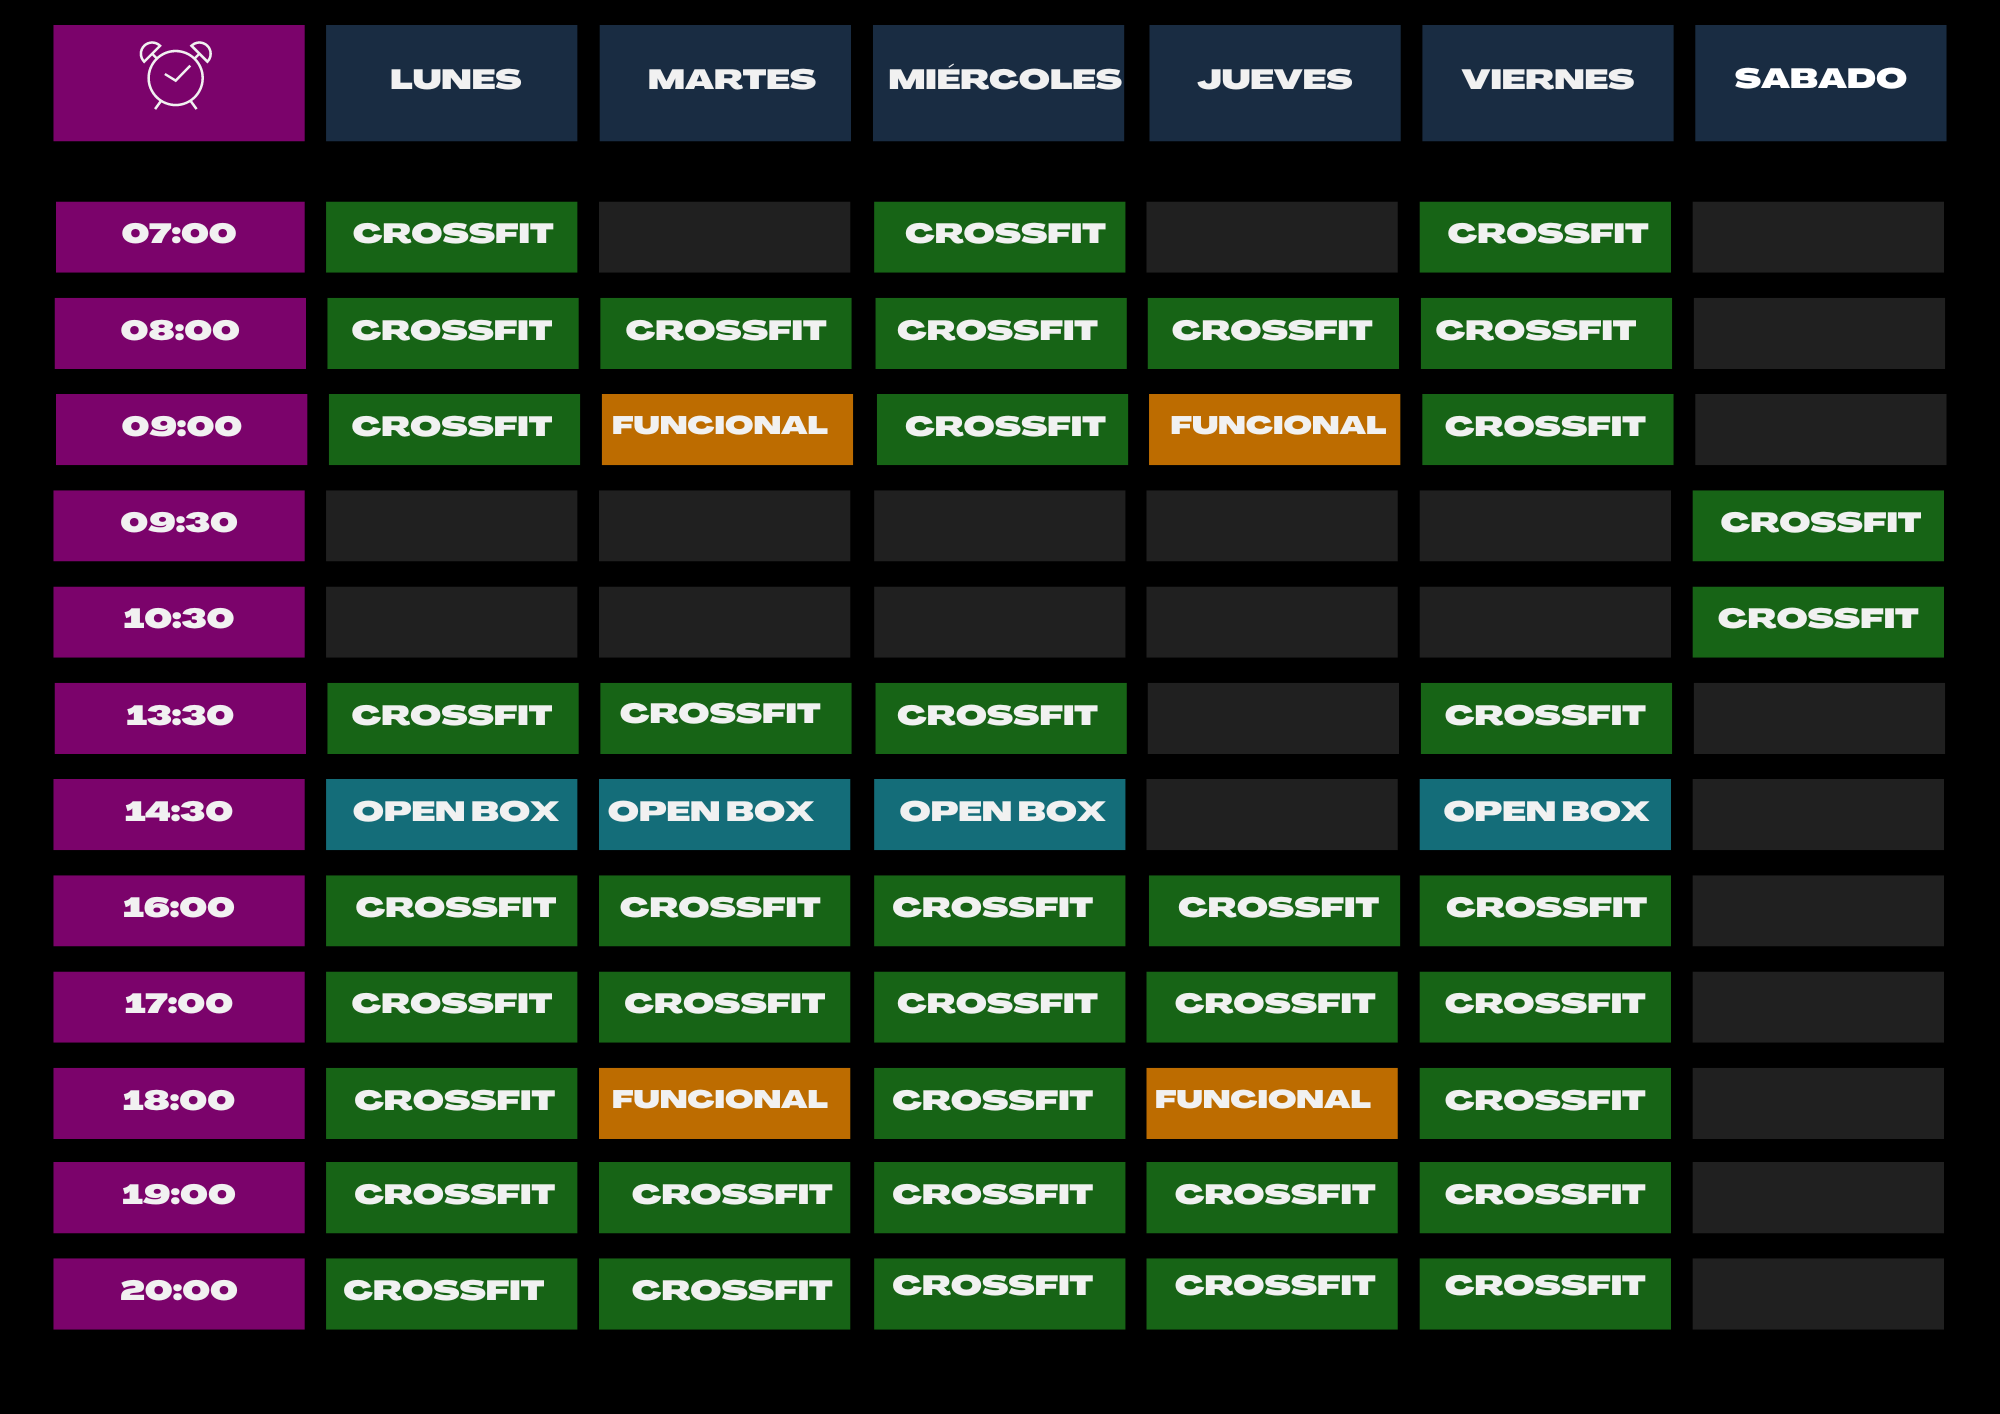 LUNES MARTES MIÉRCOLES JUEVES VIERNES SABADO
07:00 CROSSFIT CROSSFIT CROSSFIT
08:00 CROSSFIT CROSSFIT CROSSFIT CROSSFIT CROSSFIT
09:00 CROSSFIT FUNCIONAL CROSSFIT FUNCIONAL CROSSFIT
09:30 CROSSFIT
10:30 CROSSFIT
13:30 CROSSFIT CROSSFIT CROSSFIT CROSSFIT
14:30 OPEN BOX OPEN BOX OPEN BOX OPEN BOX
16:00 CROSSFIT CROSSFIT CROSSFIT CROSSFIT CROSSFIT
17:00 CROSSFIT CROSSFIT CROSSFIT CROSSFIT CROSSFIT
18:00 CROSSFIT FUNCIONAL CROSSFIT FUNCIONAL CROSSFIT
19:00 CROSSFIT CROSSFIT CROSSFIT CROSSFIT CROSSFIT
20:00 CROSSFIT CROSSFIT CROSSFIT CROSSFIT CROSSFIT